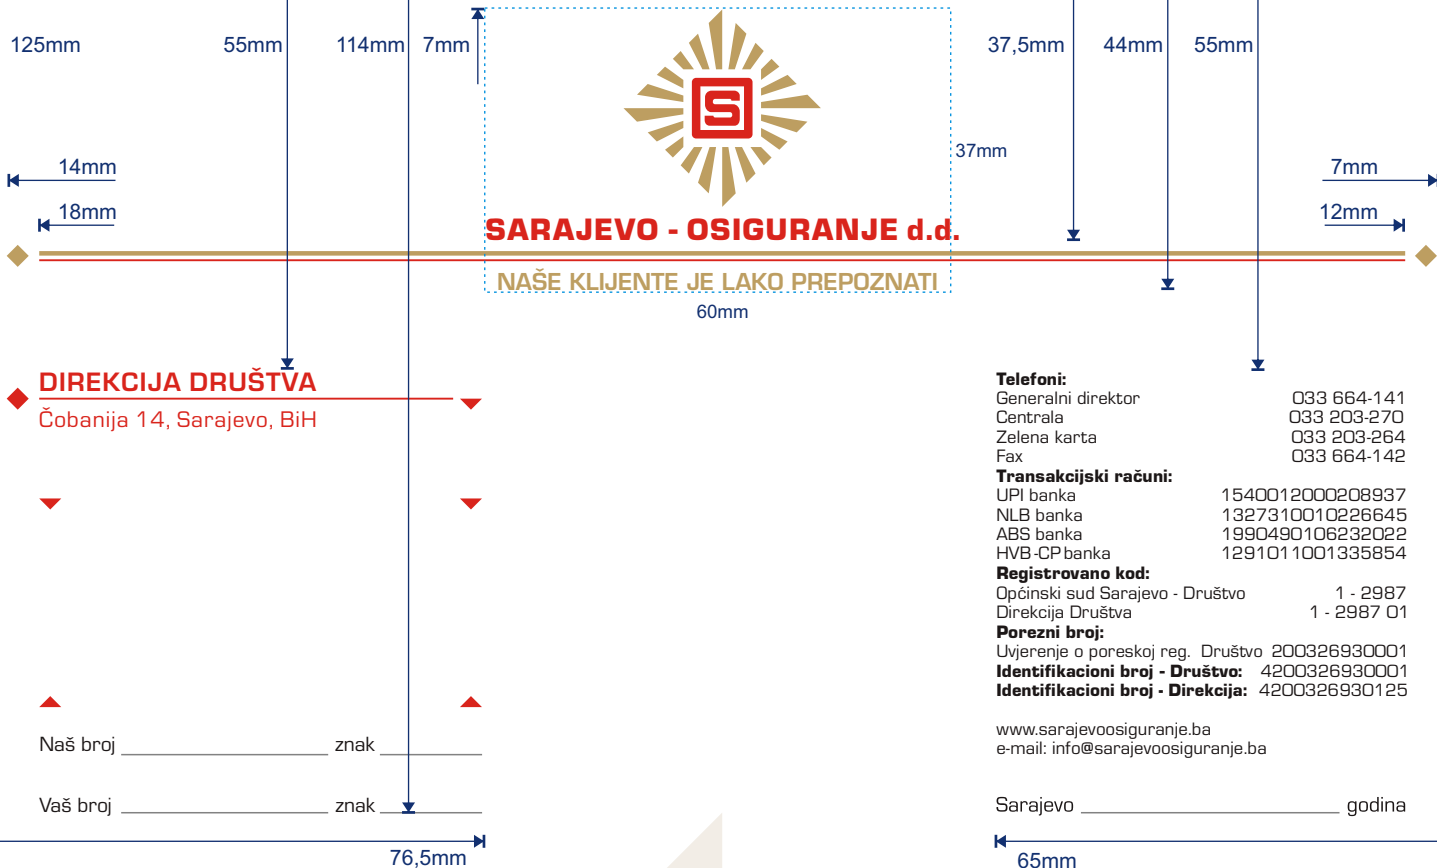 125mm 55mm 114mm 7mm 37,5mm 44mm 55mm
S
37mm
14mm 7mm
18mm 12mm
SARAJEVO - OSIGURANJE d.d.
NAŠE KLIJENTE JE LAKO PREPOZNATI
60mm
DIREKCIJA DRUŠTVA
Čobanija 14, Sarajevo, BiH
Telefoni:
Generalni direktor 033 664-141
Centrala 033 203-270
Zelena karta 033 203-264
Fax 033 664-142
Transakcijski računi:
UPI banka 1540012000208937
NLB banka 1327310010226645
ABS banka 1990490106232022
HVB-CP banka 1291011001335854
Registrovano kod:
Općinski sud Sarajevo - Društvo 1 - 2987
Direkcija Društva 1 - 2987 01
Porezni broj:
Uvjerenje o poreskoj reg. Društvo 200326930001
Identifikacioni broj - Društvo: 4200326930001
Identifikacioni broj - Direkcija: 4200326930125
www.sarajevoosiguranje.ba
e-mail: info@sarajevoosiguranje.ba
Naš broj znak
Vaš broj znak
Sarajevo godina
76,5mm 65mm